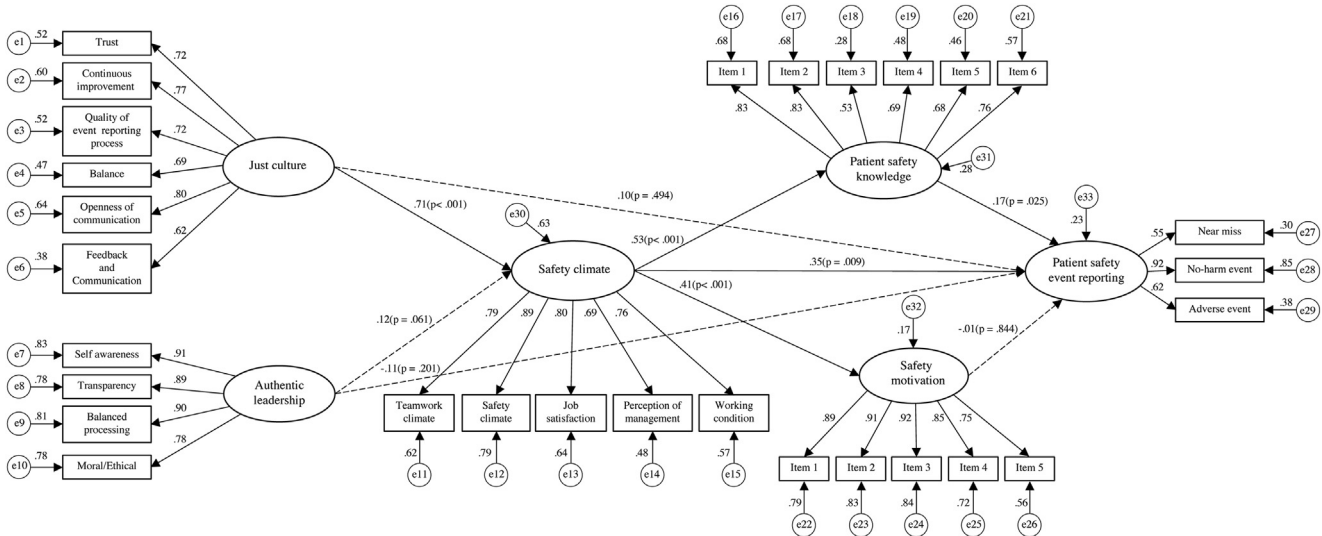 e1
.52
Trust
.72
e2
.60
Continuous
improvement
.77
e3
.52
Quality of
event reporting
process
.72
e4
.47
Balance
.69
e5
.64
Openness of
communication
.80
e6
.38
Feedback
and
Communication
.62
Just culture
e7
.83
Self awareness
.91
e8
.78
Transparency
.89
e9
.81
Balanced
processing
.90
e10
.78
Moral/Ethical
.78
Authentic
leadership
.71(p< .001)
.12(p = .061)
-.11(p = .201)
.10(p = .494)
e30
.63
Safety climate
.53(p< .001)
.35(p = .009)
.41(p< .001)
.79
.89
.80
.69
.76
Teamwork
climate
Safety
climate
Job
satisfaction
Perception of
management
Working
condition
.62
.79
.64
.48
.57
e11
e12
e13
e14
e15
e16
e17
e18
e19
e20
e21
.68
.68
.28
.48
.46
.57
Item 1
Item 2
Item 3
Item 4
Item 5
Item 6
.83
.83
.53
.69
.68
.76
Patient safety
knowledge
e31
.28
.17(p = .025)
e33
.23
Patient safety
event reporting
.55
Near miss
.30
e27
.92
No-harm event
.85
e28
.62
Adverse event
.38
e29
-.01(p = .844)
e32
.17
Safety
motivation
.89
.91
.92
.85
.75
Item 1
Item 2
Item 3
Item 4
Item 5
.79
.83
.84
.72
.56
e22
e23
e24
e25
e26